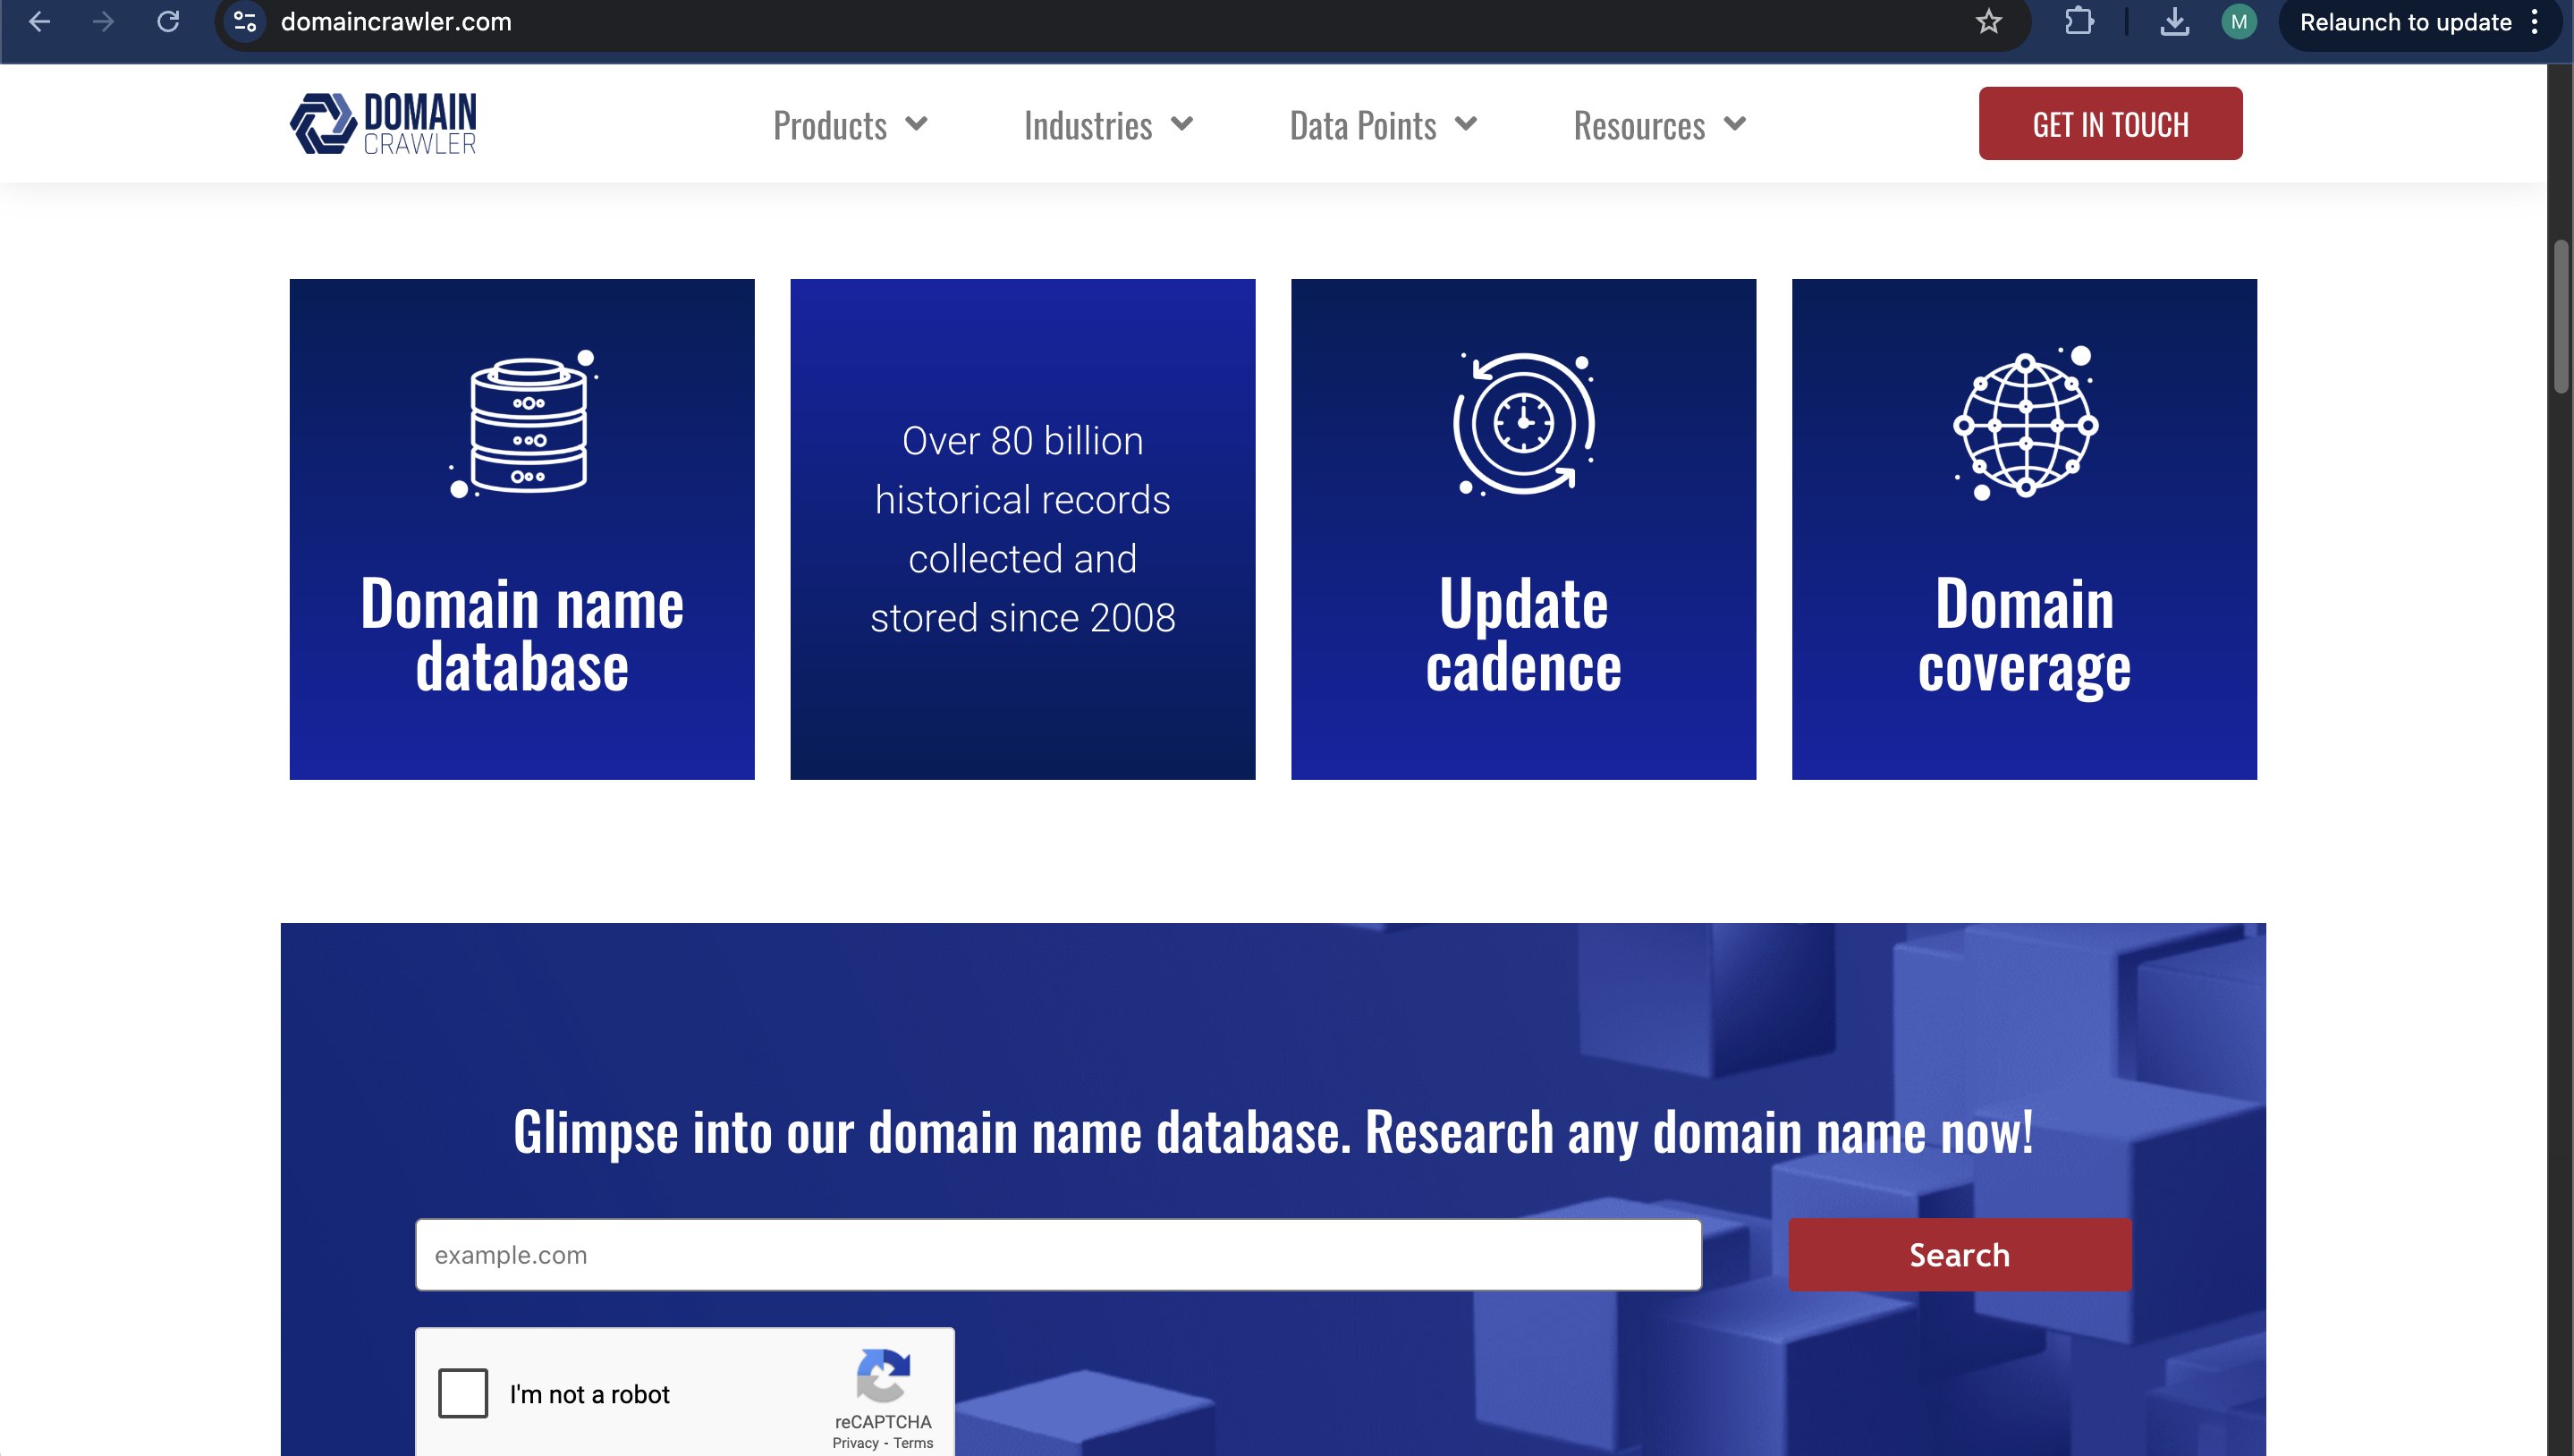 domaincrawler.com
M
Relaunch to update
DOMAIN
CRAWLER
Products
Industries
Data Points
Resources
GET IN TOUCH
Domain name
database
Over 80 billion
historical records
collected and
stored since 2008
Update
cadence
Domain
coverage
Glimpse into our domain name database. Research any domain name now!
example.com
Search
I'm not a robot
reCAPTCHA
Privacy - Terms